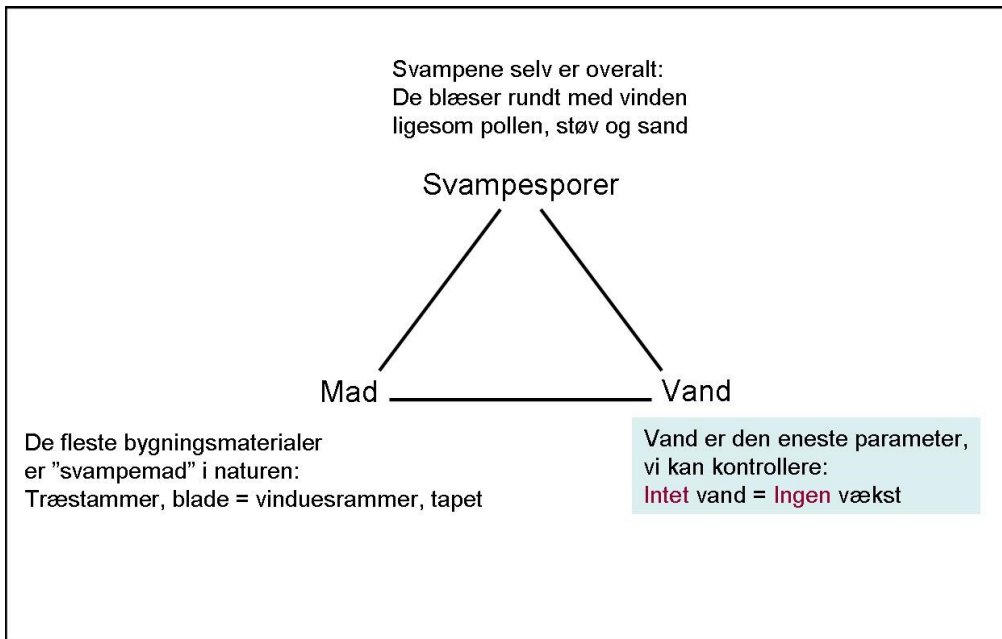 Svampene selv er overalt:
De blæser rundt med vinden
ligesom pollen, støv og sand
Svampesporer
Mad
Vand
De fleste bygningsmaterialer
er ”svampemad” i naturen:
Træstammer, blade = vinduesrammer, tapet
Vand er den eneste parameter,
vi kan kontrollere:
Intet vand = Ingen vækst